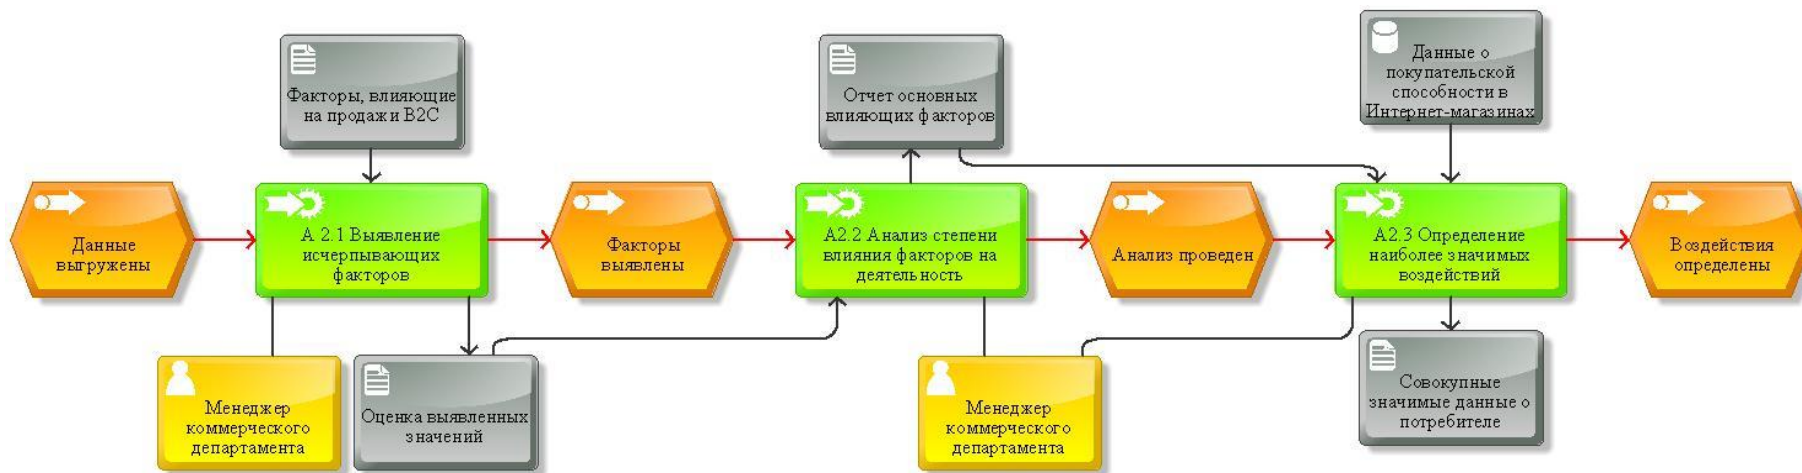 Факторы, влияющие
на продажи B2C
Отчет основных
влияющих факторов
Данные о
покупательской
способности в
Интернет-магазинах
Данные
выгружены
А 2.1 Выявление
исчерпывающих
факторов
Факторы
выявлены
А2.2 Анализ степени
влияния факторов на
деятельность
Анализ проведен
А2.3 Определение
наиболее значимых
воздействий
Воздействия
определены
Менеджер
коммерческого
департамента
Оценка выявленных
значений
Менеджер
коммерческого
департамента
Совокупные
значимые данные о
потребителе